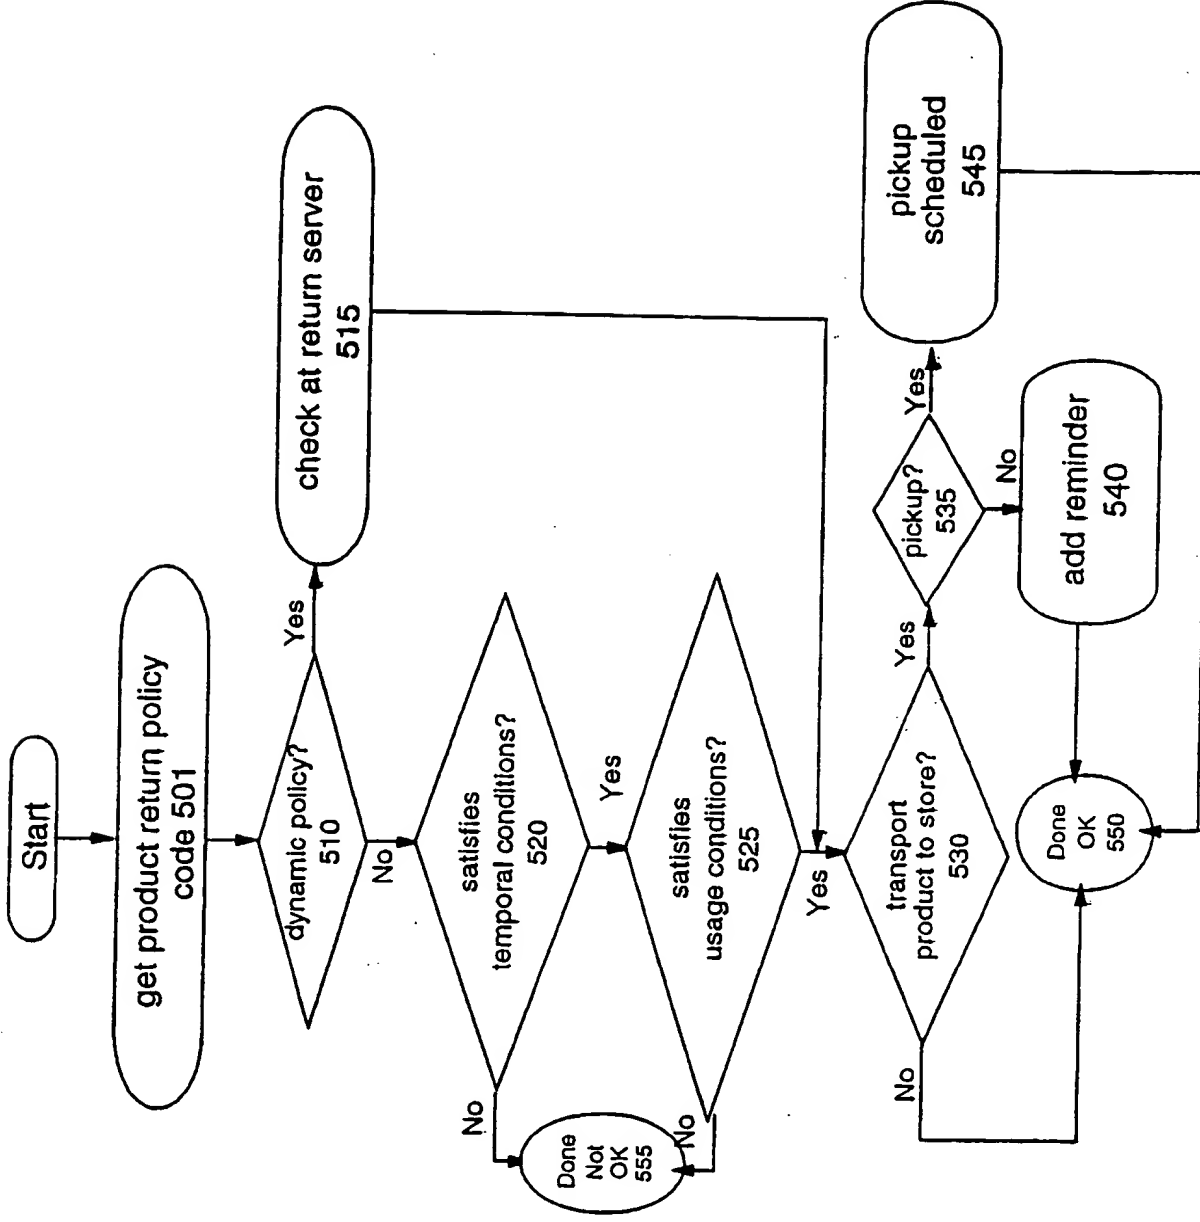 Start
get product return policy
code 501
dynamic policy?
510
Yes
check at return server
515
No
satisfies
temporal conditions?
520
No
Yes
Done
Not
OK
555
satisfies
usage conditions?
525
No
Yes
transport
product to store?
530
No
Yes
pickup?
535
Yes
pickup
scheduled
545
No
add reminder
540
Done
OK
550